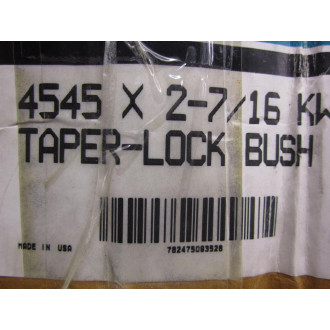 4545 X 2-7/16 KW
TAPER-LOCK BUSH
MADE IN USA
782475083528